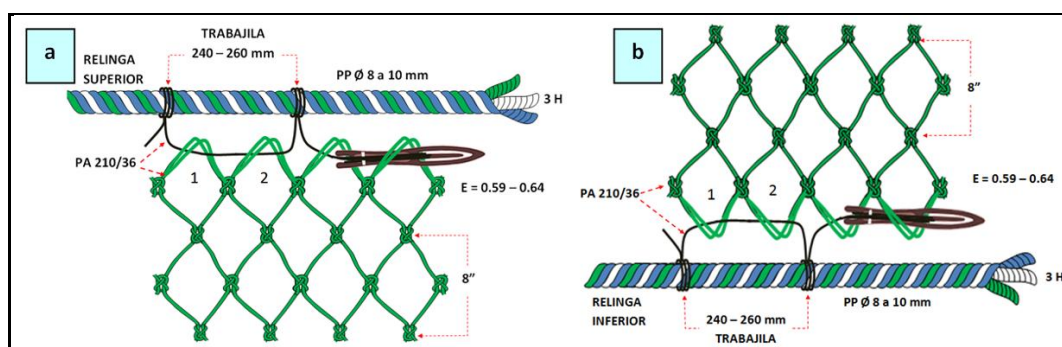 a
TRABAJILA
240 – 260 mm
RELINGA
SUPERIOR
PP Ø 8 a 10 mm
3 H
PA 210/36
1
2
E = 0.59 – 0.64
8”
b
8”
PA 210/36
1
2
E = 0.59 – 0.64
3 H
RELINGA
INFERIOR
240 – 260 mm
TRABAJILA
PP Ø 8 a 10 mm